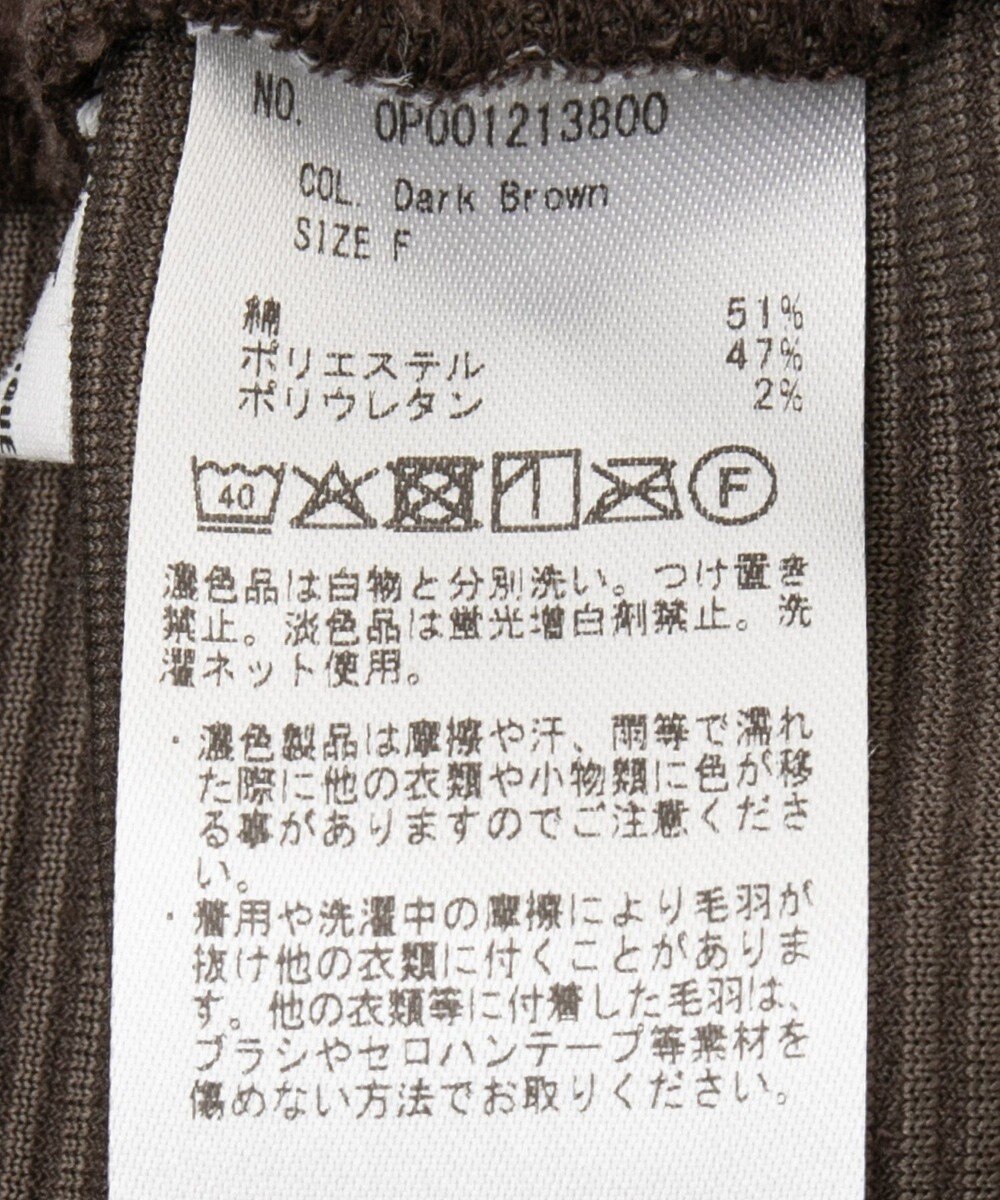 NO. 0P001213800
COL. Dark Brown
SIZE F
綿 51%
ポリエステル 47%
ポリウレタン 2%
40 F
濃色品は白物と分別洗い。つけ置き
禁止。淡色品は蛍光増白剤禁止。洗
濯ネット使用。
・濃色製品は摩擦や汗、雨等で濡れ
た際に他の衣類や小物類に色が移
る事がありますのでご注意くださ
い。
・着用や洗濯中の摩擦により毛羽が
抜け他の衣類に付くことがありま
す。他の衣類等に付着した毛羽は、
ブラシやセロハンテープ等素材を
傷めない方法でお取りください。